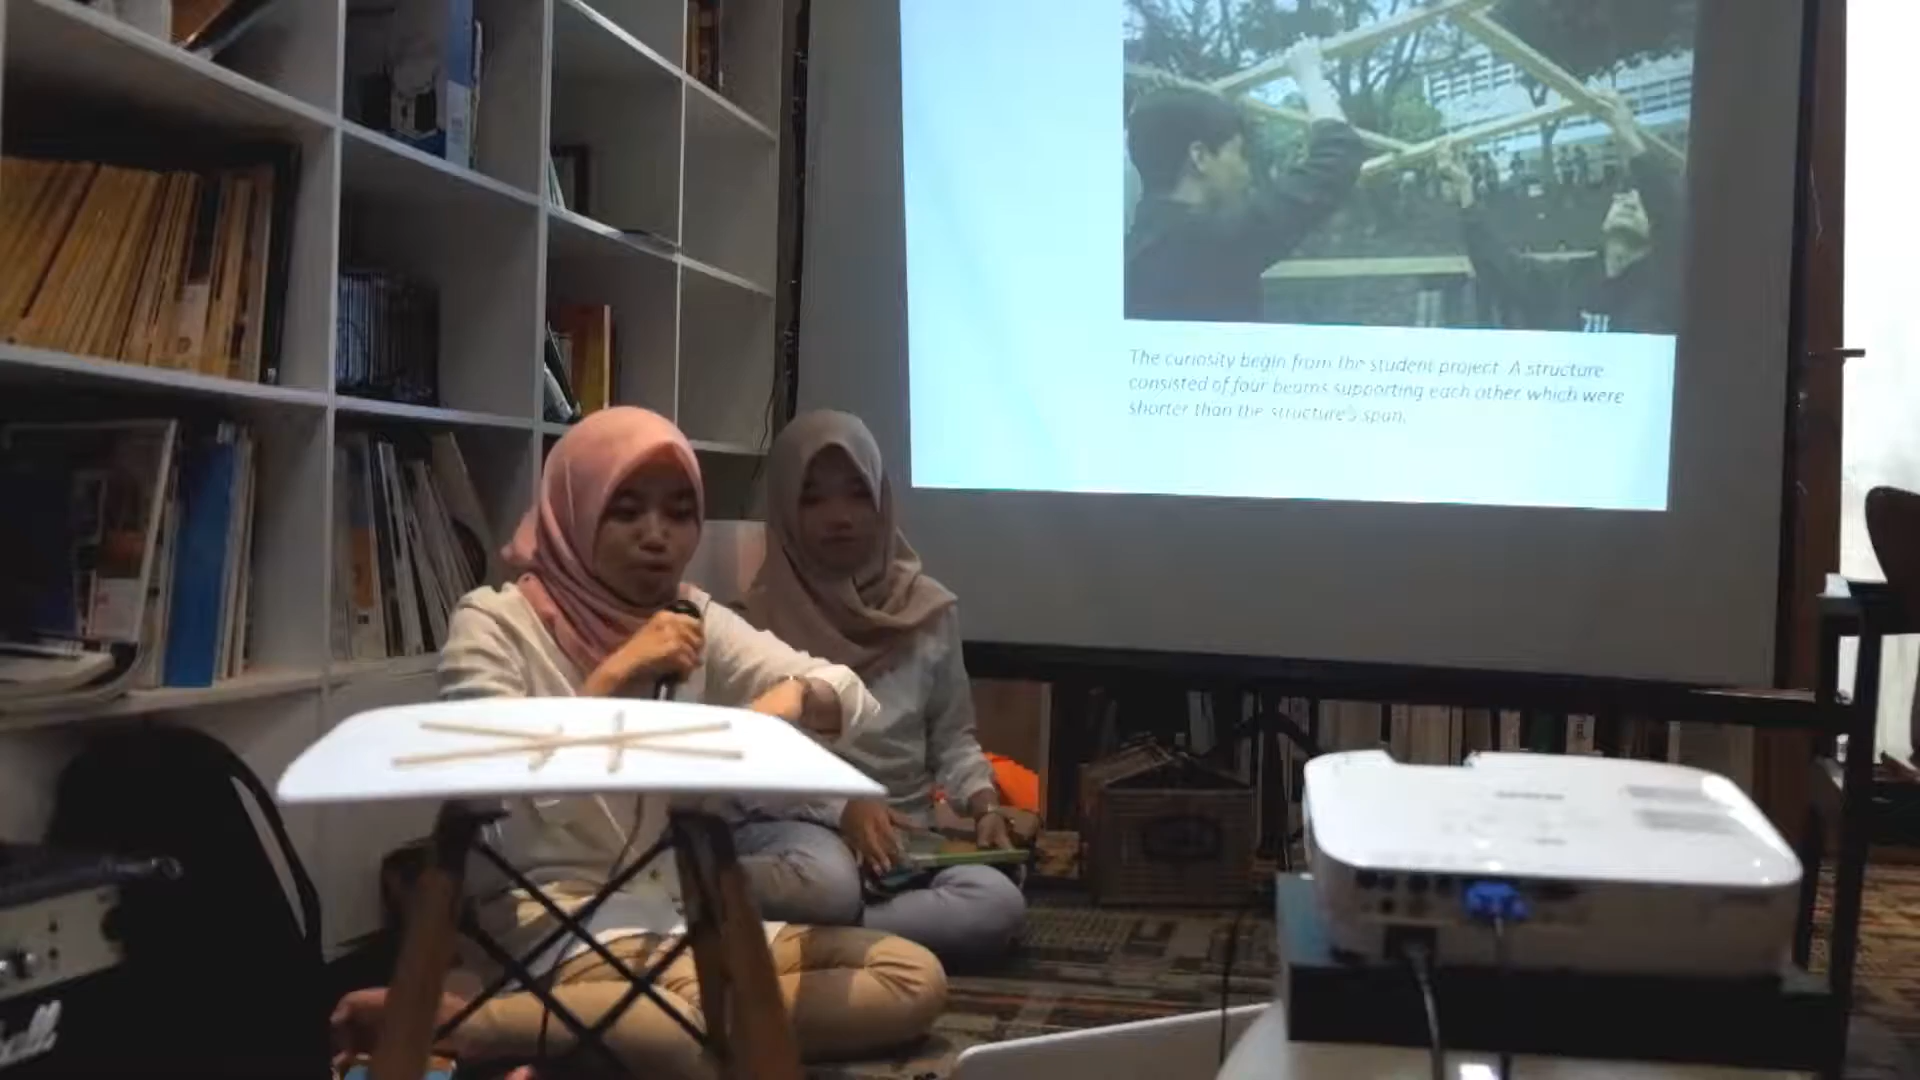 The curiosity begin from the student project. A structure
consisted of four beams supporting each other which were
shorter than the structure's span.